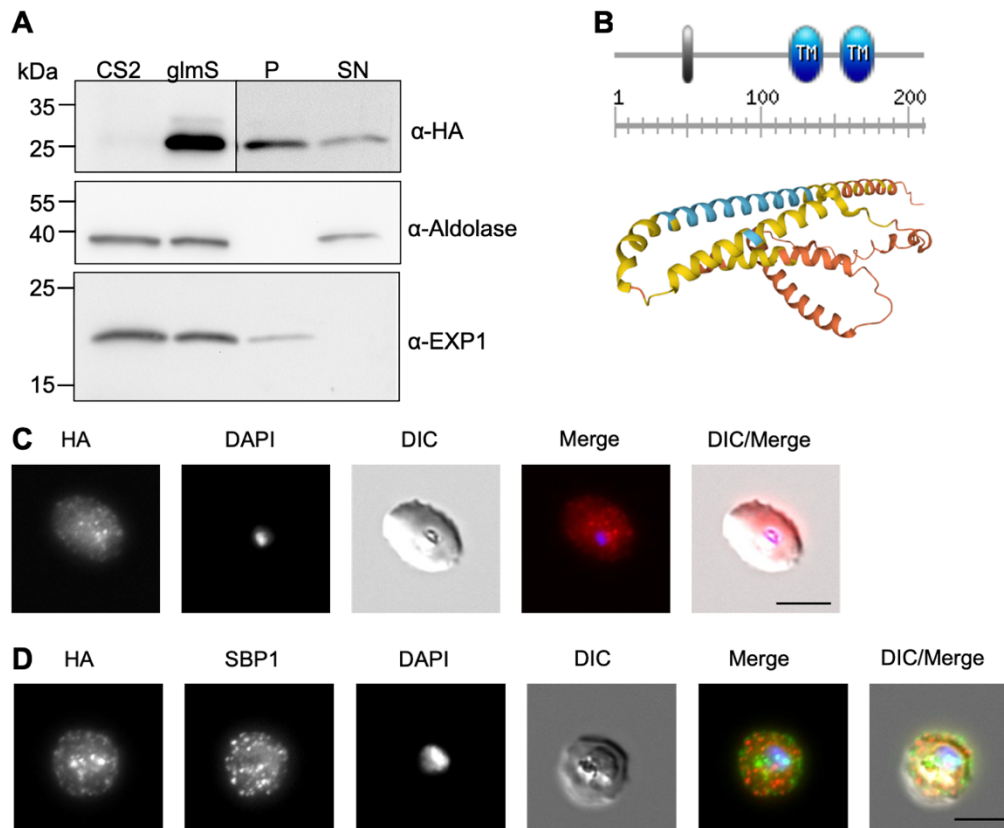 A
kDa CS2 glmS P SN
35
25
α-HA
55
40
α-Aldolase
25
15
α-EXP1
B
TM TM
1 100 200
C
HA DAPI DIC Merge DIC/Merge
D
HA SBP1 DAPI DIC Merge DIC/Merge